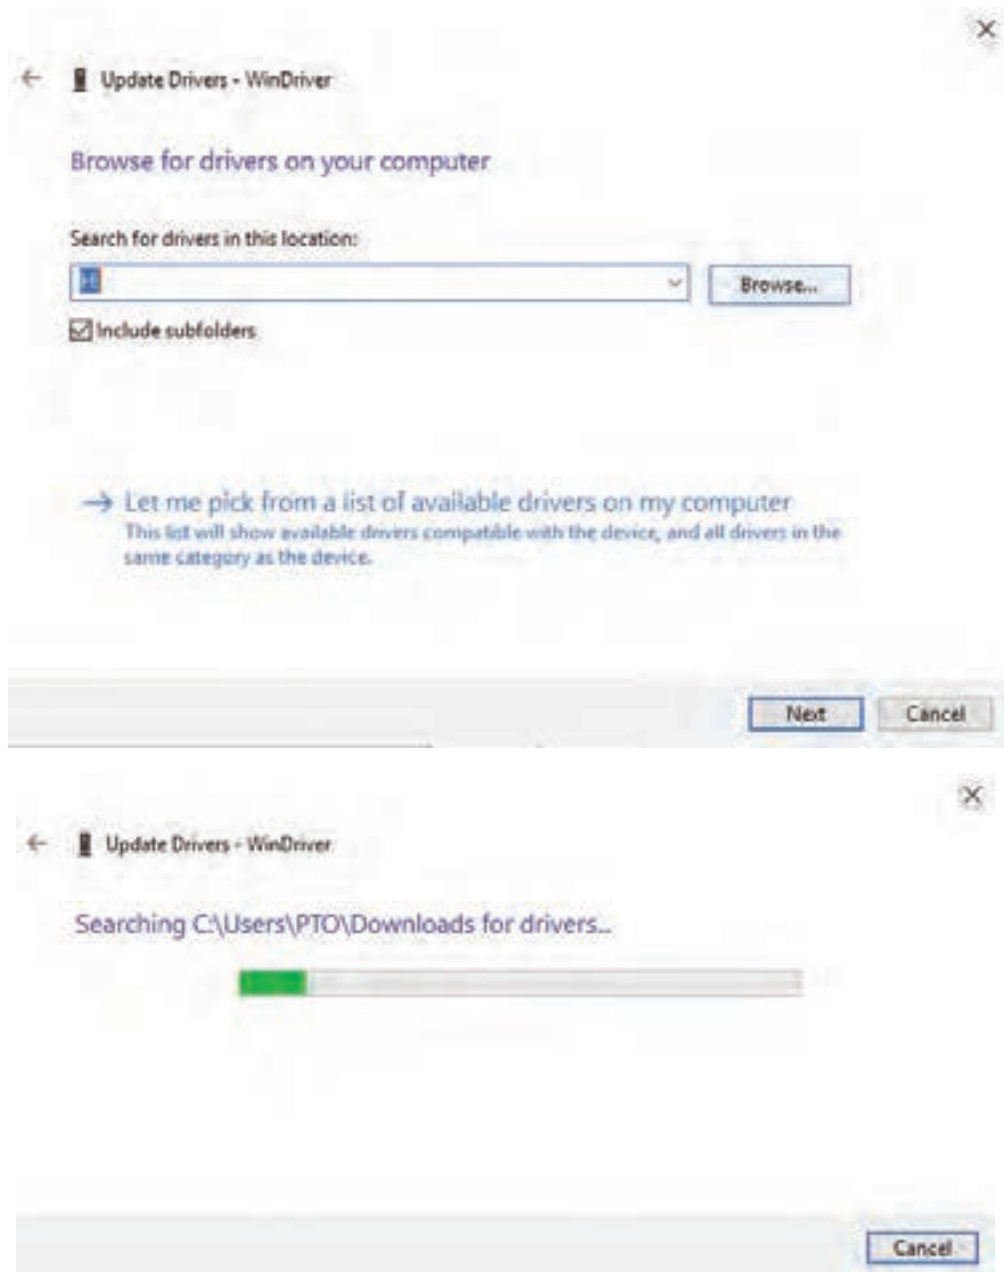 Update Drivers - WinDriver
Browse for drivers on your computer
Search for drivers in this location:
Browse...
Include subfolders
→ Let me pick from a list of available drivers on my computer
This list will show available drivers compatible with the device, and all drivers in the
same category as the device.
Next Cancel
Update Drivers - WinDriver
Searching C:\Users\PTO\Downloads for drivers...
Cancel